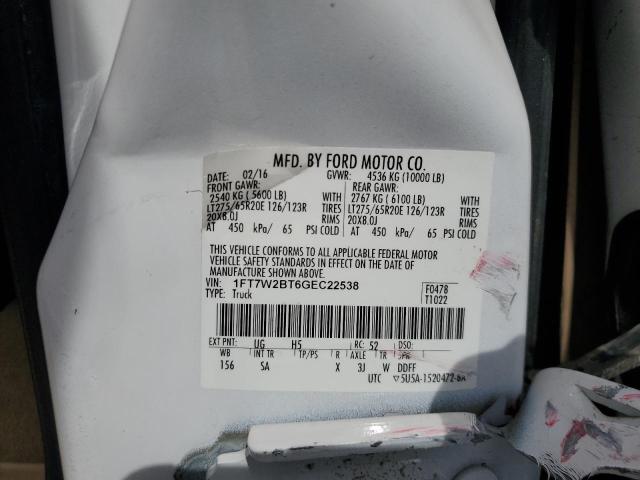 MFD. BY FORD MOTOR CO.
DATE: 02/16 GVWR: 4536 KG (10000 LB)
FRONT GAWR: REAR GAWR:
2540 KG ( 5600 LB) WITH 2767 KG ( 6100 LB) WITH
LT275/65R20E 126/123R TIRES LT275/65R20E 126/123R TIRES
20X8.0J RIMS 20X8.0J RIMS
AT 450 kPa/ 65 PSI COLD AT 450 kPa/ 65 PSI COLD
THIS VEHICLE CONFORMS TO ALL APPLICABLE FEDERAL MOTOR
VEHICLE SAFETY STANDARDS IN EFFECT ON THE DATE OF
MANUFACTURE SHOWN ABOVE.
VIN: 1FT7W2BT6GEC22538 F0478
TYPE: Truck T1022
EXT PNT: UG H5 RC: 52 DSO:
WB INT TR TP/PS R AXLE TR SPR
156 SA X 3J W DDFF
UTC ▽5U5A-1520472-BA